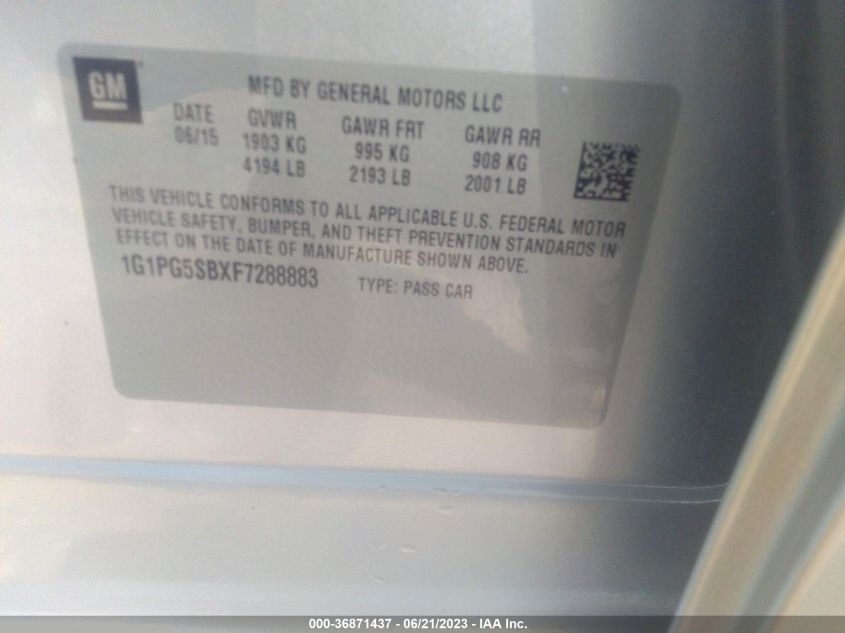 GM
MFD BY GENERAL MOTORS LLC
DATE GVWR GAWR FRT GAWR RR
06/15 1903 KG 995 KG 908 KG
4194 LB 2193 LB 2001 LB
THIS VEHICLE CONFORMS TO ALL APPLICABLE U.S. FEDERAL MOTOR
VEHICLE SAFETY, BUMPER, AND THEFT PREVENTION STANDARDS IN
EFFECT ON THE DATE OF MANUFACTURE SHOWN ABOVE.
1G1PG5SBXF7288883 TYPE: PASS CAR
000-36871437 - 06/21/2023 - IAA Inc.